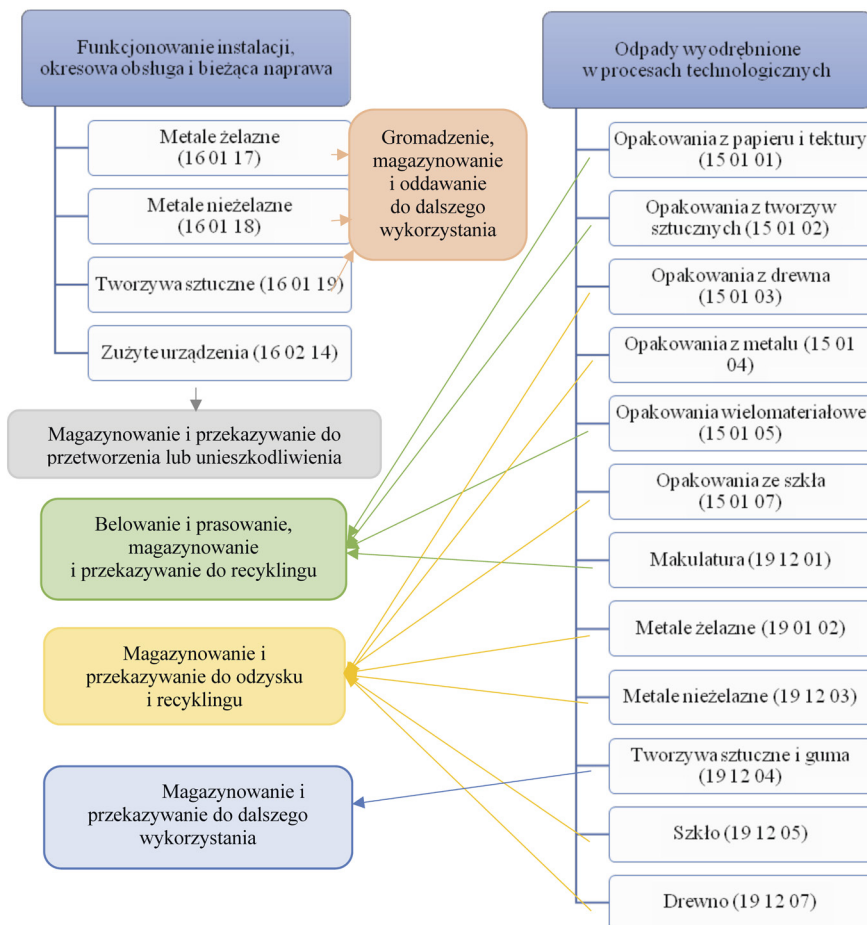 Funkcjonowanie instalacji,
okresowa obsługa i bieżąca naprawa
Metale żelazne
(16 01 17)
Metale nieżelazne
(16 01 18)
Tworzywa sztuczne (16 01 19)
Zużyte urządzenia (16 02 14)
Gromadzenie,
magazynowanie
i oddawanie
do dalszego
wykorzystania
Magazynowanie i przekazywanie do
przetworzenia lub unieszkodliwienia
Belowanie i prasowanie,
magazynowanie
i przekazywanie do recyklingu
Magazynowanie i
przekazywanie do odzysku
i recyklingu
Magazynowanie i
przekazywanie do dalszego
wykorzystania
Odpady wyodrębnione
w procesach technologicznych
Opakowania z papieru i tektury
(15 01 01)
Opakowania z tworzyw
sztucznych (15 01 02)
Opakowania z drewna
(15 01 03)
Opakowania z metalu (15 01
04)
Opakowania wielomateriałowe
(15 01 05)
Opakowania ze szkła
(15 01 07)
Makulatura (19 12 01)
Metale żelazne (19 01 02)
Metale nieżelazne (19 12 03)
Tworzywa sztuczne i guma
(19 12 04)
Szkło (19 12 05)
Drewno (19 12 07)